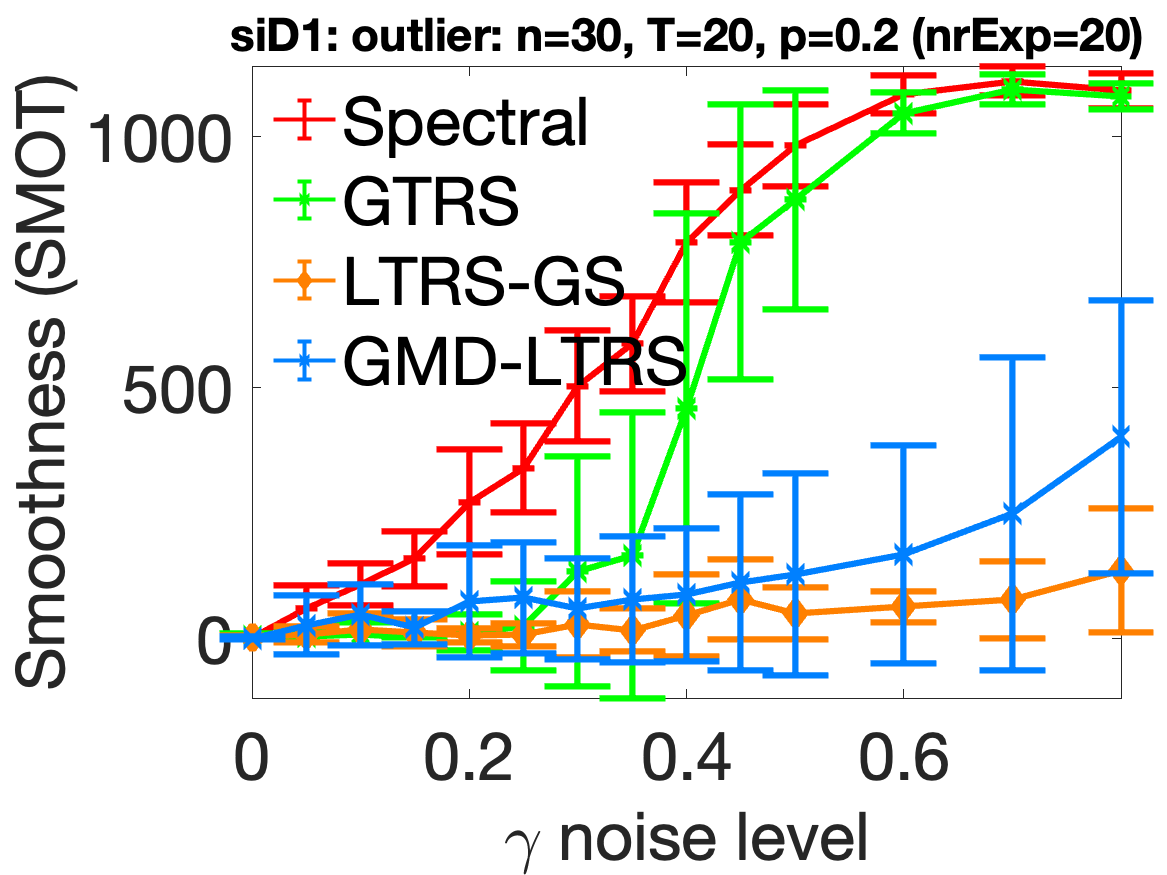 siD1: outlier: n=30, T=20, p=0.2 (nrExp=20)
Smoothness (SMOT)
1000
500
0
Spectral
GTRS
LTRS-GS
GMD-LTRS
0 0.2 0.4 0.6
γ noise level